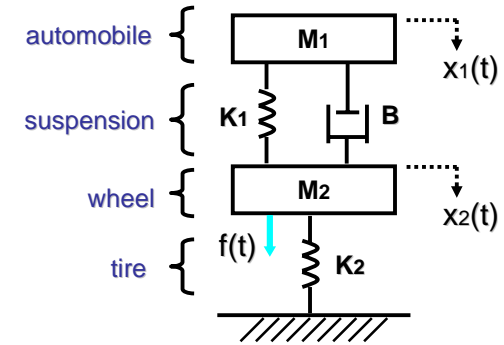 automobile
M1
x1(t)
suspension
K1
B
wheel
M2
x2(t)
f(t)
tire
K2